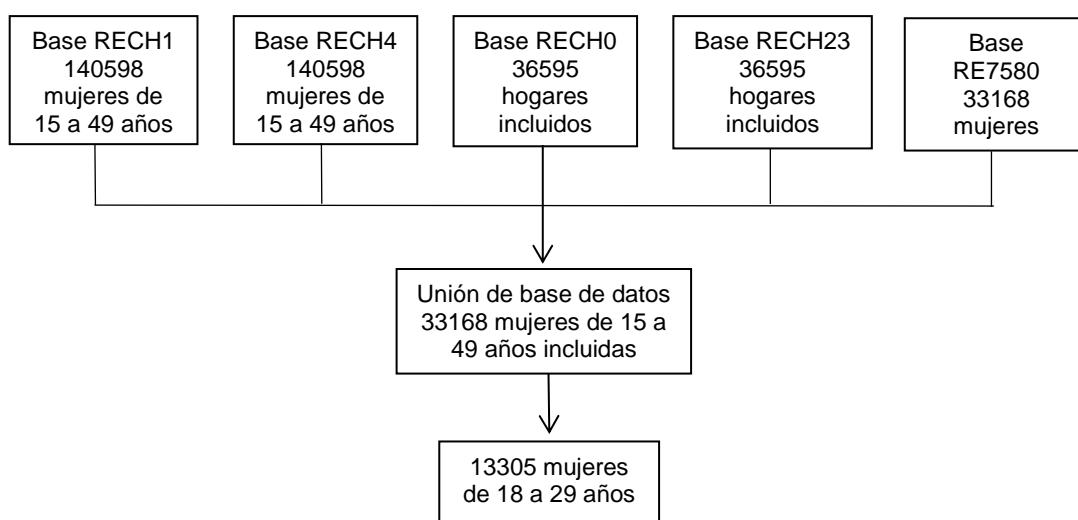 Base RECH1
140598
mujeres de
15 a 49 años
Base RECH4
140598
mujeres de
15 a 49 años
Base RECH0
36595
hogares
incluidos
Base RECH23
36595
hogares
incluidos
Base
RE7580
33168
mujeres
Unión de base de datos
33168 mujeres de 15 a
49 años incluidas
13305 mujeres
de 18 a 29 años